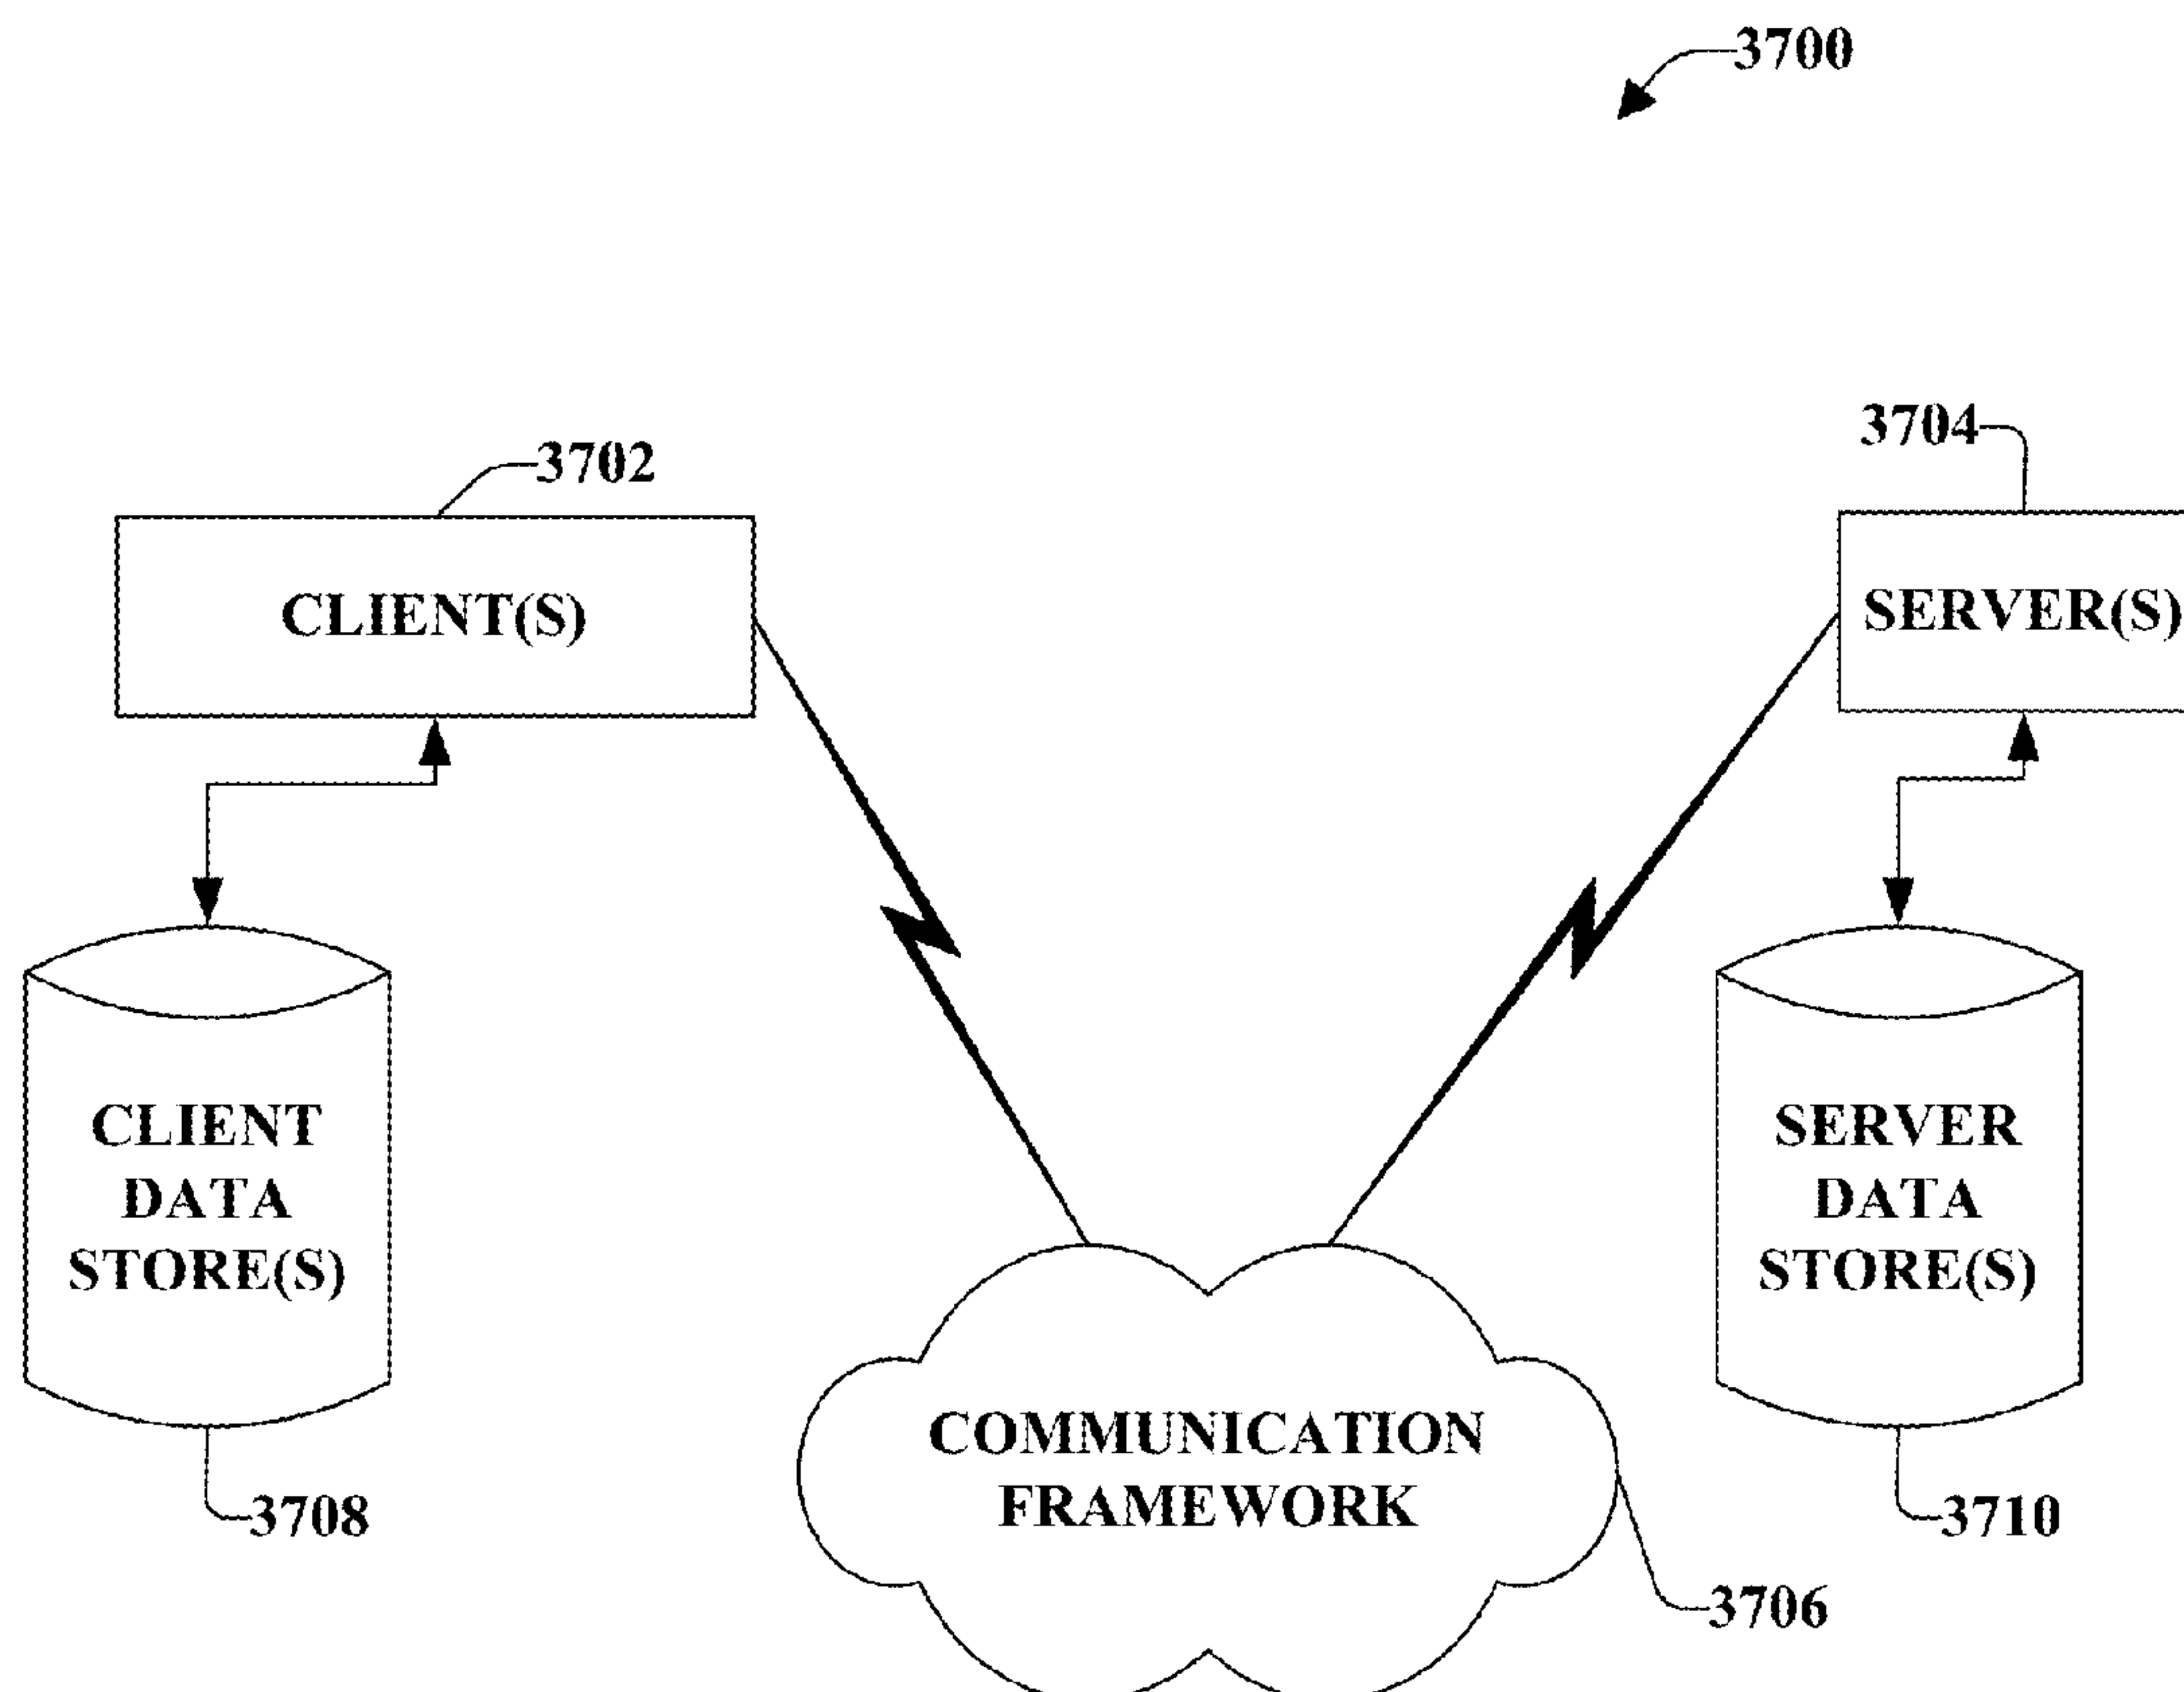 3700
3702
3704
CLIENT(S)
SERVER(S)
CLIENT
DATA
STORE(S)
SERVER
DATA
STORE(S)
COMMUNICATION
FRAMEWORK
3708
3710
3706